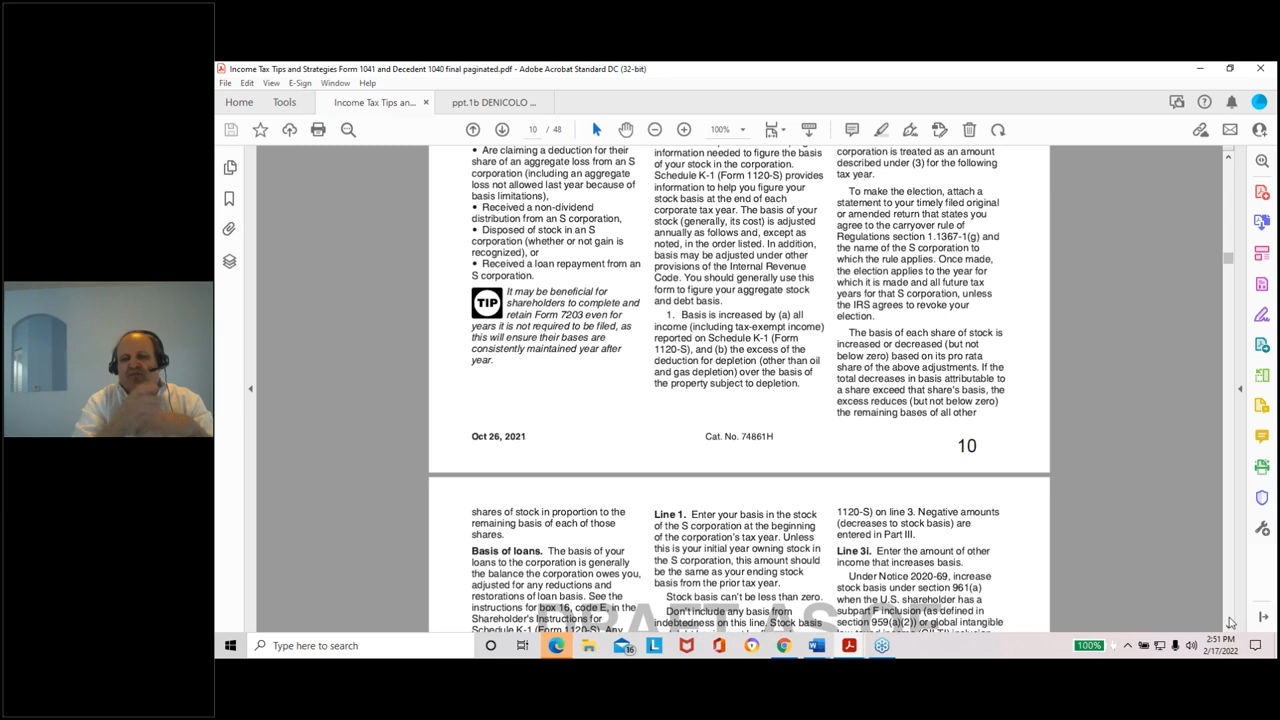 Income Tax Tips and Strategies Form 1041 and Decedent 1040 final paginated.pdf - Adobe Acrobat Standard DC (32-bit)
File Edit View E-Sign Window Help
Home Tools Income Tax Tips an... × ppt.1b DENICOLO ...
10 / 48 100%
• Are claiming a deduction for their
share of an aggregate loss from an S
corporation (including an aggregate
loss not allowed last year because of
basis limitations),
• Received a non-dividend
distribution from an S corporation,
• Disposed of stock in an S
corporation (whether or not gain is
recognized), or
• Received a loan repayment from an
S corporation.
TIP
It may be beneficial for
shareholders to complete and
retain Form 7203 even for
years it is not required to be filed, as
this will ensure their bases are
consistently maintained year after
year.
information needed to figure the basis
of your stock in the corporation.
Schedule K-1 (Form 1120-S) provides
information to help you figure your
stock basis at the end of each
corporate tax year. The basis of your
stock (generally, its cost) is adjusted
annually as follows and, except as
noted, in the order listed. In addition,
basis may be adjusted under other
provisions of the Internal Revenue
Code. You should generally use this
form to figure your aggregate stock
and debt basis.
1. Basis is increased by (a) all
income (including tax-exempt income)
reported on Schedule K-1 (Form
1120-S), and (b) the excess of the
deduction for depletion (other than oil
and gas depletion) over the basis of
the property subject to depletion.
corporation is treated as an amount
described under (3) for the following
tax year.
To make the election, attach a
statement to your timely filed original
or amended return that states you
agree to the carryover rule of
Regulations section 1.1367-1(g) and
the name of the S corporation to
which the rule applies. Once made,
the election applies to the year for
which it is made and all future tax
years for that S corporation, unless
the IRS agrees to revoke your
election.
The basis of each share of stock is
increased or decreased (but not
below zero) based on its pro rata
share of the above adjustments. If the
total decreases in basis attributable to
a share exceed that share's basis, the
excess reduces (but not below zero)
the remaining bases of all other
Oct 26, 2021
Cat. No. 74861H
10
shares of stock in proportion to the
remaining basis of each of those
shares.
Basis of loans. The basis of your
loans to the corporation is generally
the balance the corporation owes you,
adjusted for any reductions and
restorations of loan basis. See the
instructions for box 16, code E, in the
Shareholder's Instructions for
Schedule K-1 (Form 1120-S). Any
Line 1. Enter your basis in the stock
of the S corporation at the beginning
of the corporation's tax year. Unless
this is your initial year owning stock in
the S corporation, this amount should
be the same as your ending stock
basis from the prior tax year.
Stock basis can't be less than zero.
Don't include any basis from
indebtedness on this line. Stock basis
1120-S) on line 3. Negative amounts
(decreases to stock basis) are
entered in Part III.
Line 3i. Enter the amount of other
income that increases basis.
Under Notice 2020-69, increase
stock basis under section 961(a)
when the U.S. shareholder has a
subpart F inclusion (as defined in
section 959(a)(2)) or global intangible
DRAFT AS OF
Type here to search
16
100%
2:51 PM
2/17/2022